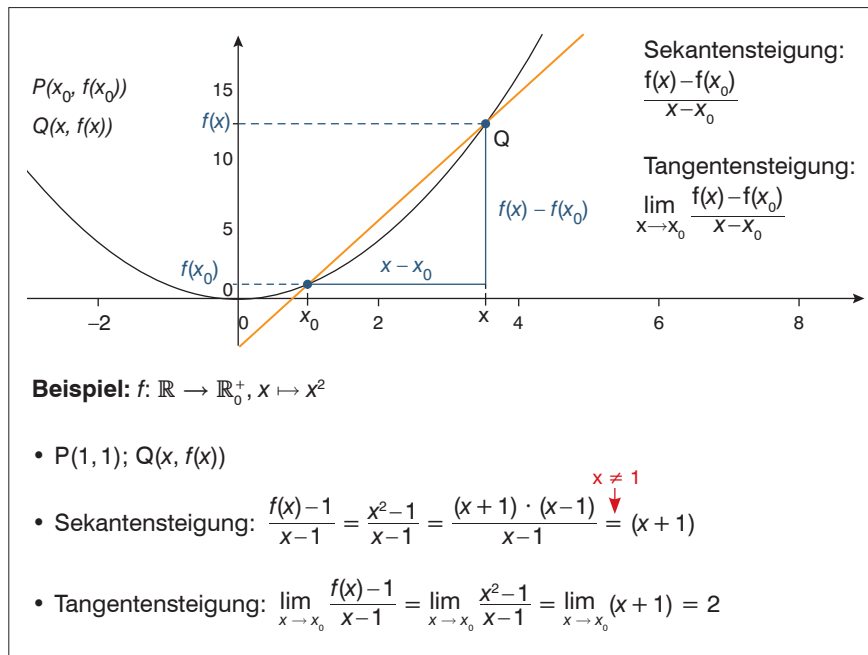 P(x₀, f(x₀))
Q(x, f(x))
15
f(x)
10
5
f(x₀)
0
Q
f(x) – f(x₀)
x – x₀
–2
0
x₀
2
x
4
6
8
Sekantensteigung:
f(x) – f(x₀)
x – x₀
Tangentensteigung:
lim x→x₀ f(x) – f(x₀)
x – x₀
Beispiel: f: ℝ → ℝ₀⁺, x ↦ x²
• P(1, 1); Q(x, f(x))
x ≠ 1
• Sekantensteigung: (f(x) – 1)/(x – 1) = (x² – 1)/(x – 1) = ((x + 1) · (x – 1))/(x – 1) = (x + 1)
• Tangentensteigung: lim x→x₀ (f(x) – 1)/(x – 1) = lim x→x₀ (x² – 1)/(x – 1) = lim x→x₀ (x + 1) = 2